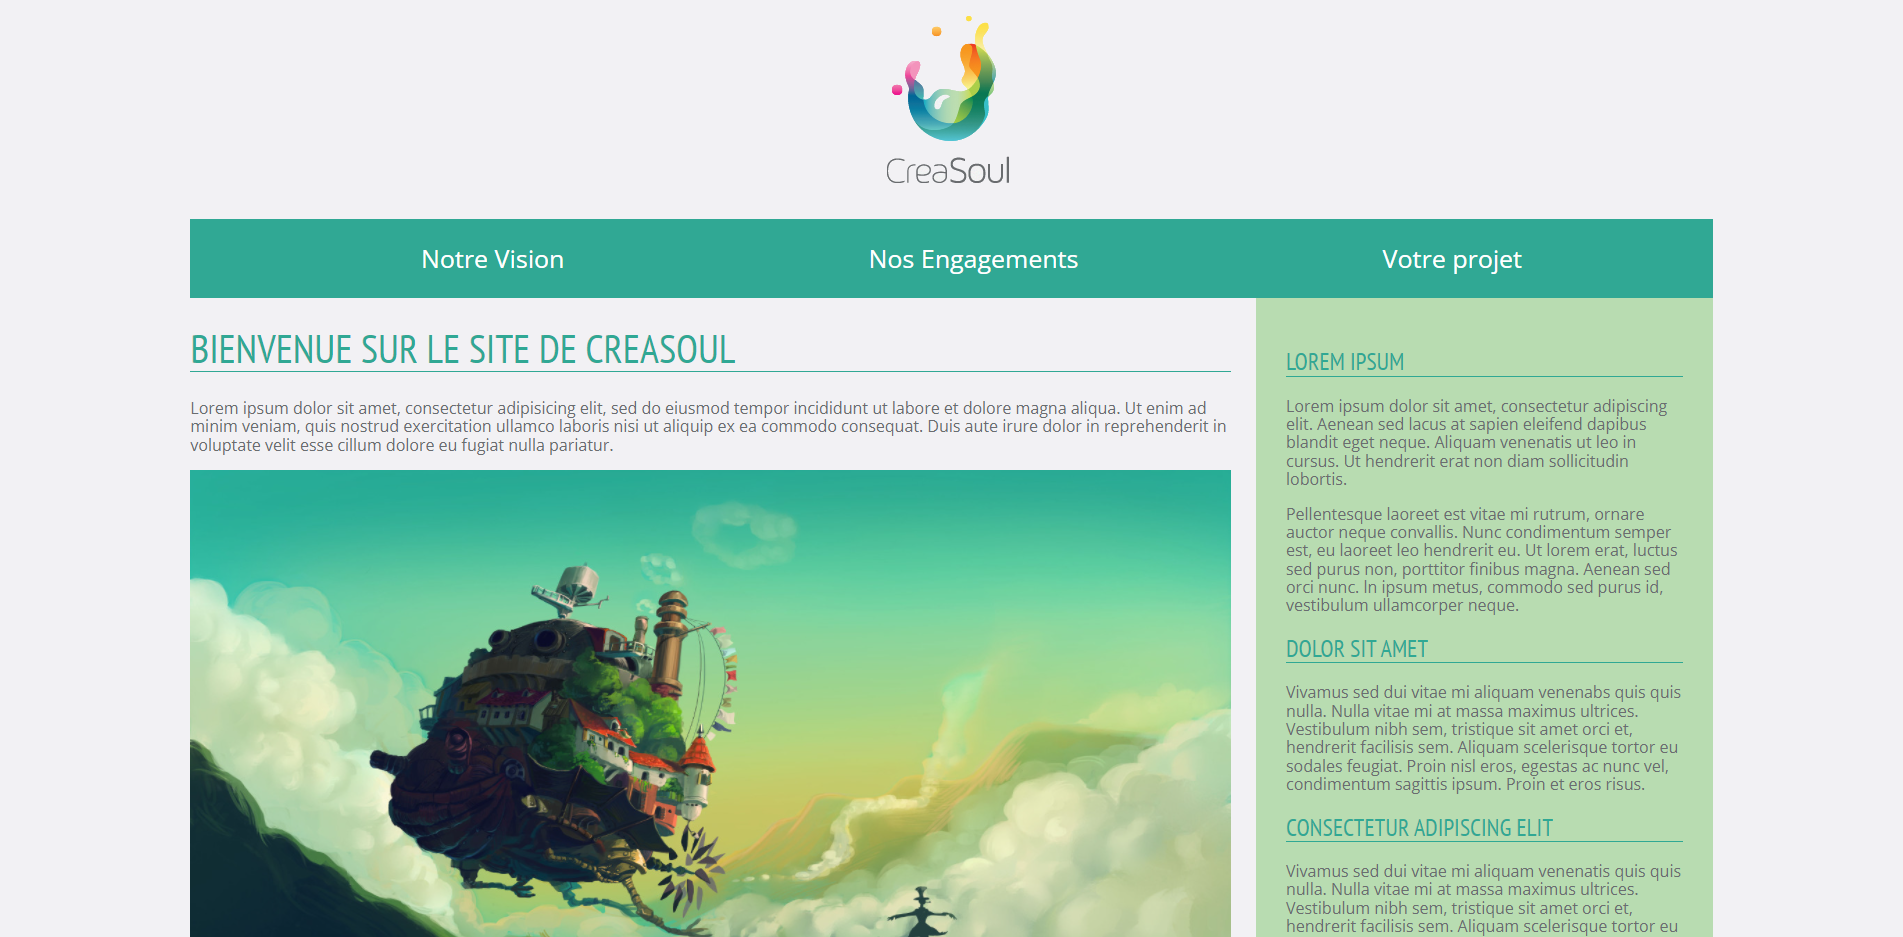 CreaSoul
Notre Vision
Nos Engagements
Votre projet
BIENVENUE SUR LE SITE DE CREASOUL
Lorem ipsum dolor sit amet, consectetur adipisicing elit, sed do eiusmod tempor incididunt ut labore et dolore magna aliqua. Ut enim ad
minim veniam, quis nostrud exercitation ullamco laboris nisi ut aliquip ex ea commodo consequat. Duis aute irure dolor in reprehenderit in
voluptate velit esse cillum dolore eu fugiat nulla pariatur.
LOREM IPSUM
Lorem ipsum dolor sit amet, consectetur adipiscing
elit. Aenean sed lacus at sapien eleifend dapibus
blandit eget neque. Aliquam venenatis ut leo in
cursus. Ut hendrerit erat non diam sollicitudin
lobortis.
Pellentesque laoreet est vitae mi rutrum, ornare
auctor neque convallis. Nunc condimentum semper
est, eu laoreet leo hendrerit eu. Ut lorem erat, luctus
sed purus non, porttitor finibus magna. Aenean sed
orci nunc. In ipsum metus, commodo sed purus id,
vestibulum ullamcorper neque.
DOLOR SIT AMET
Vivamus sed dui vitae mi aliquam venenabs quis quis
nulla. Nulla vitae mi at massa maximus ultrices.
Vestibulum nibh sem, tristique sit amet orci et,
hendrerit facilisis sem. Aliquam scelerisque tortor eu
sodales feugiat. Proin nisl eros, egestas ac nunc vel,
condimentum sagittis ipsum. Proin et eros risus.
CONSECTETUR ADIPISCING ELIT
Vivamus sed dui vitae mi aliquam venenatis quis quis
nulla. Nulla vitae mi at massa maximus ultrices.
Vestibulum nibh sem, tristique sit amet orci et,
hendrerit facilisis sem. Aliquam scelerisque tortor eu